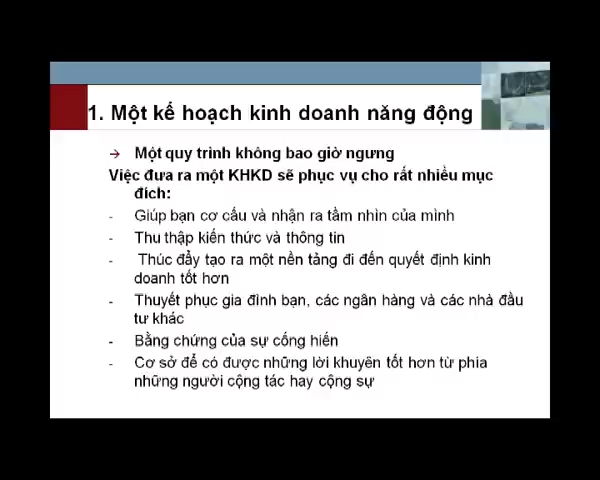 1. Một kế hoạch kinh doanh năng động
→ Một quy trình không bao giờ ngưng
Việc đưa ra một KHKD sẽ phục vụ cho rất nhiều mục
đích:
- Giúp bạn cơ cấu và nhận ra tầm nhìn của mình
- Thu thập kiến thức và thông tin
- Thúc đẩy tạo ra một nền tảng đi đến quyết định kinh
doanh tốt hơn
- Thuyết phục gia đình bạn, các ngân hàng và các nhà đầu
tư khác
- Bằng chứng của sự cống hiến
- Cơ sở để có được những lời khuyên tốt hơn từ phía
những người cộng tác hay cộng sự